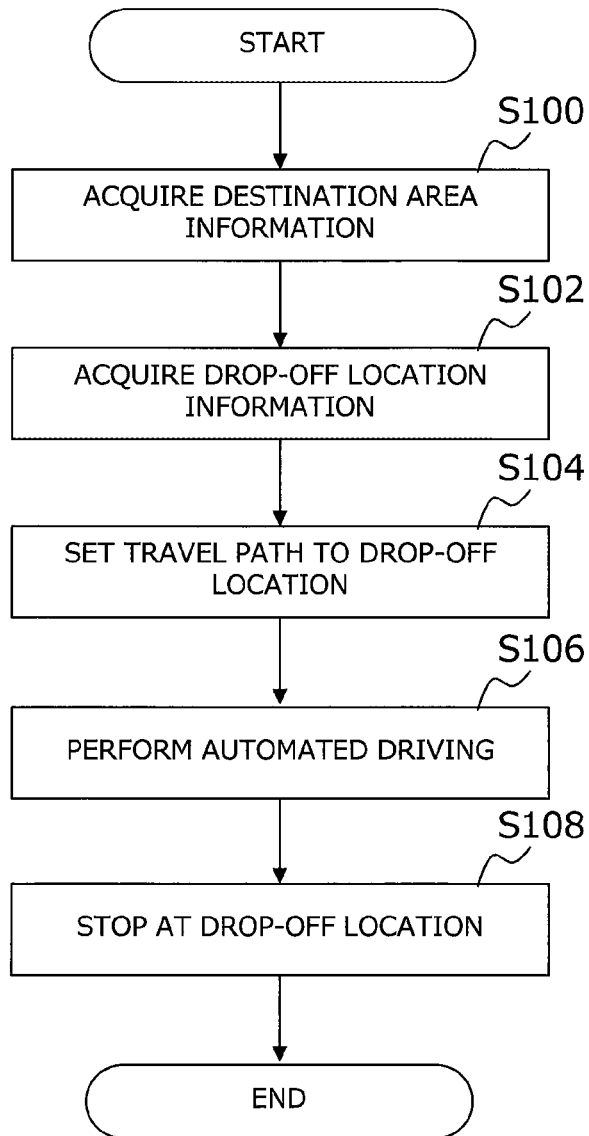 START
S100
ACQUIRE DESTINATION AREA
INFORMATION
S102
ACQUIRE DROP-OFF LOCATION
INFORMATION
S104
SET TRAVEL PATH TO DROP-OFF
LOCATION
S106
PERFORM AUTOMATED DRIVING
S108
STOP AT DROP-OFF LOCATION
END